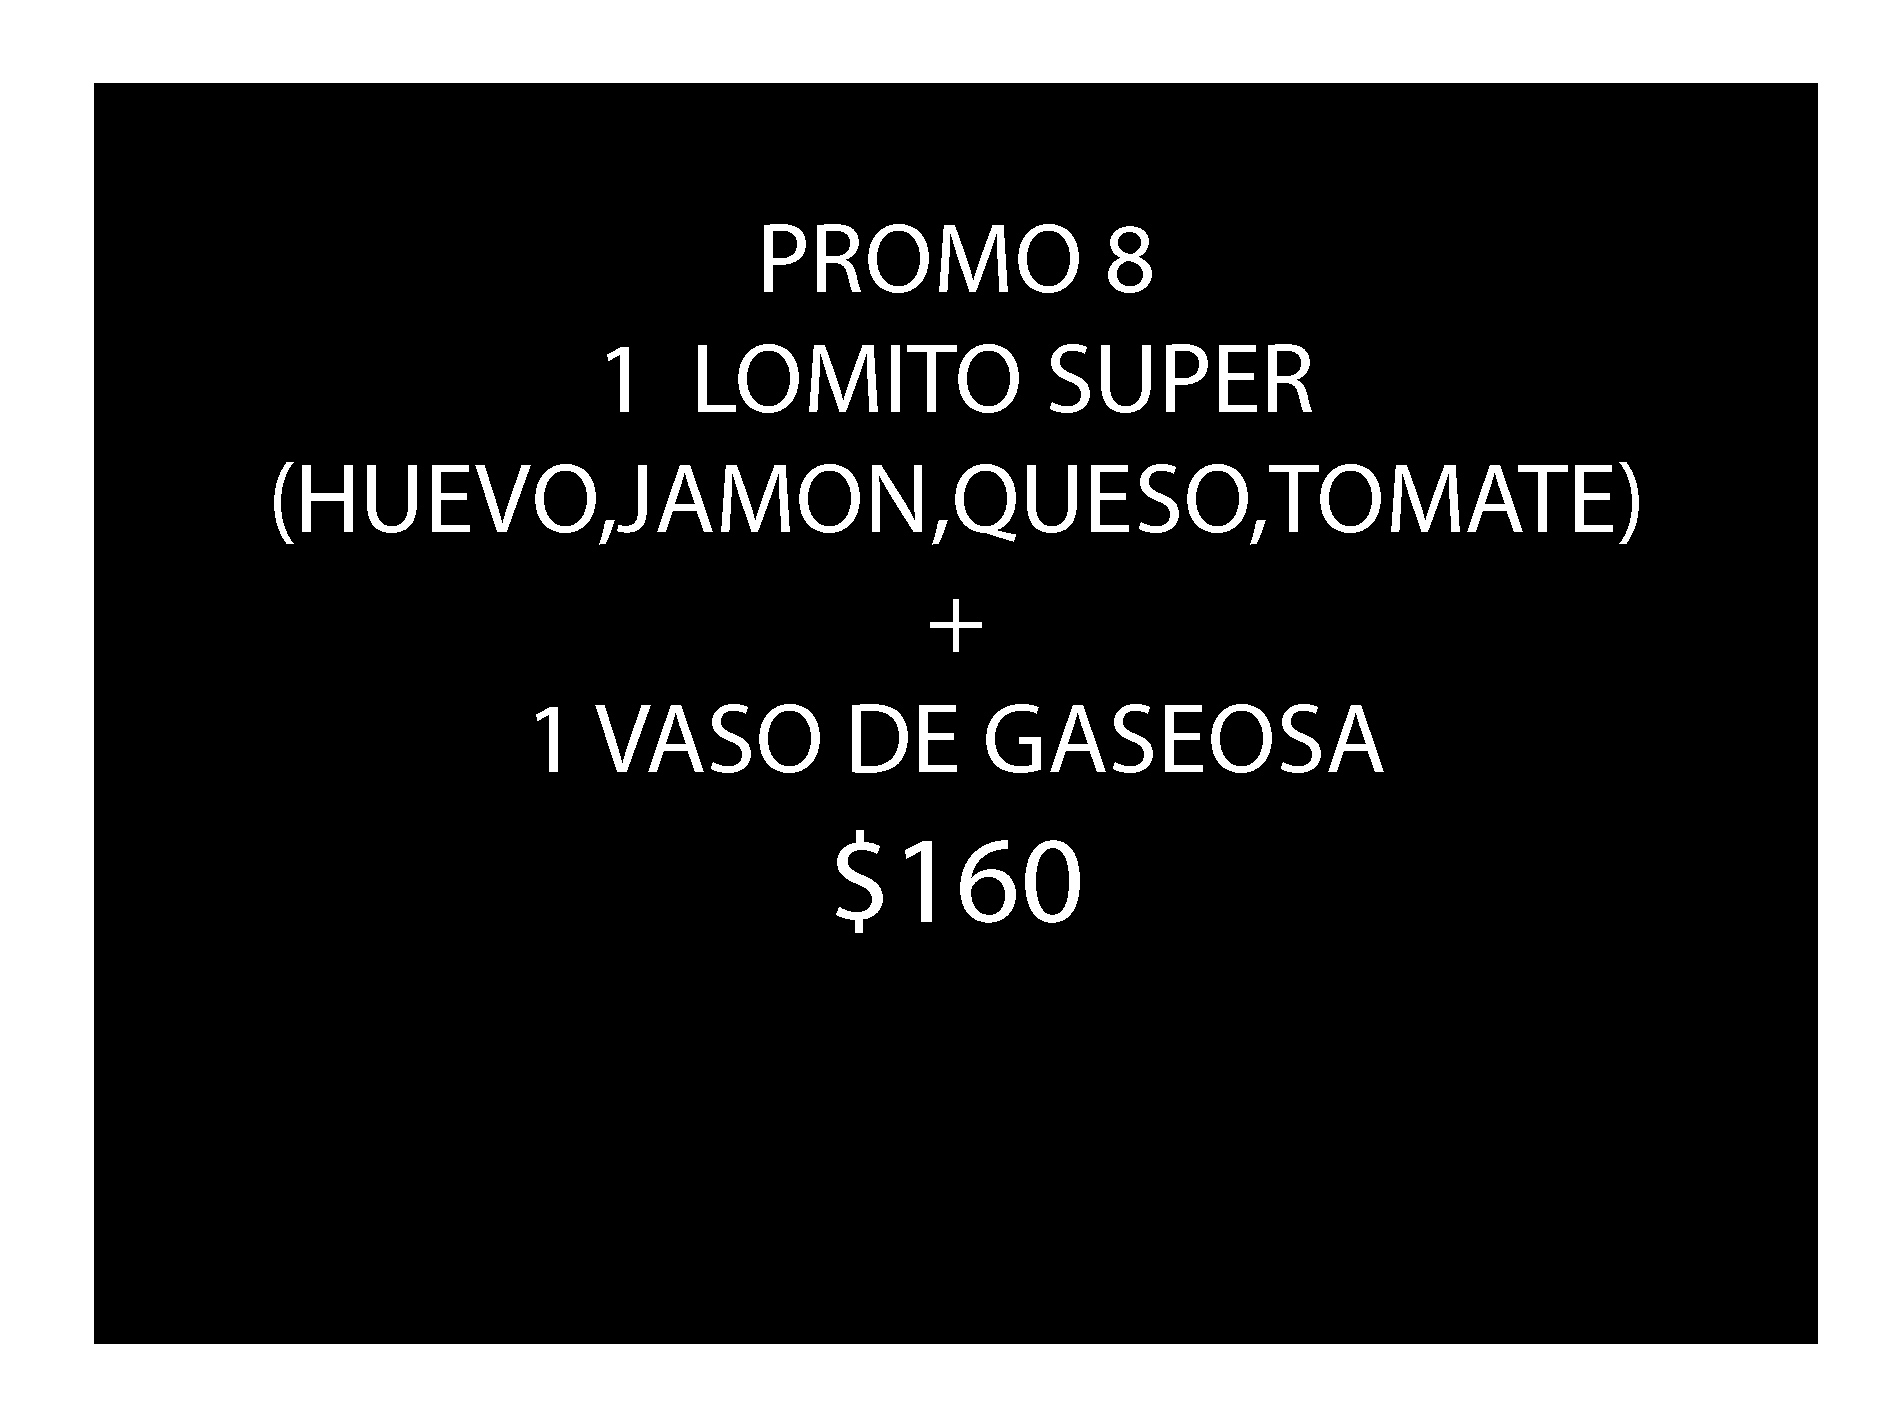 PROMO 8
1  LOMITO SUPER
(HUEVO,JAMON,QUESO,TOMATE)
+
1 VASO DE GASEOSA
$160